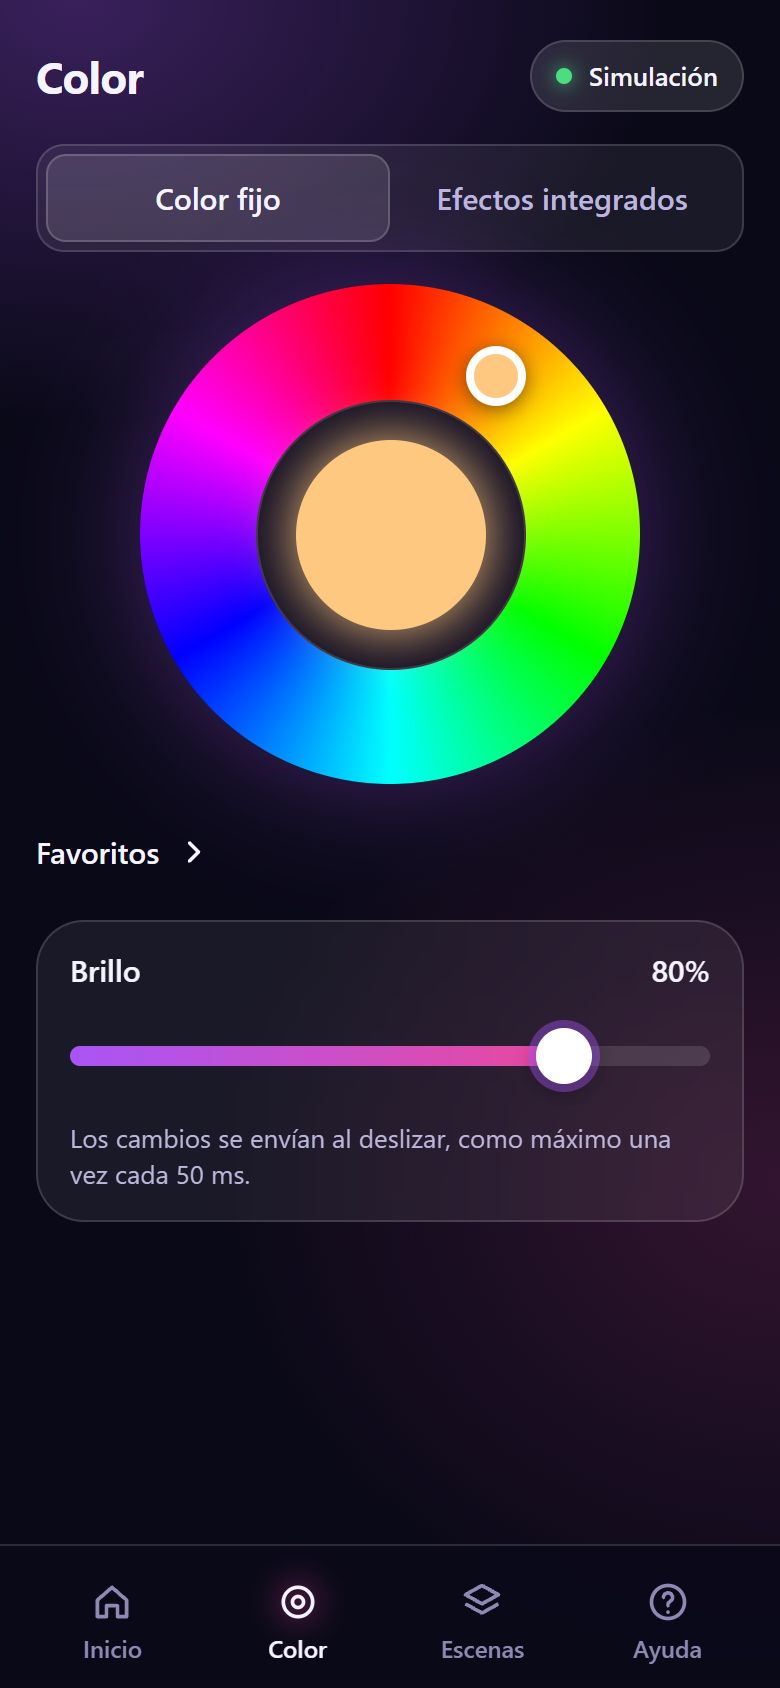 Color
Simulación
Color fijo
Efectos integrados
Favoritos
Brillo
80%
Los cambios se envían al deslizar, como máximo una
vez cada 50 ms.
Inicio
Color
Escenas
Ayuda